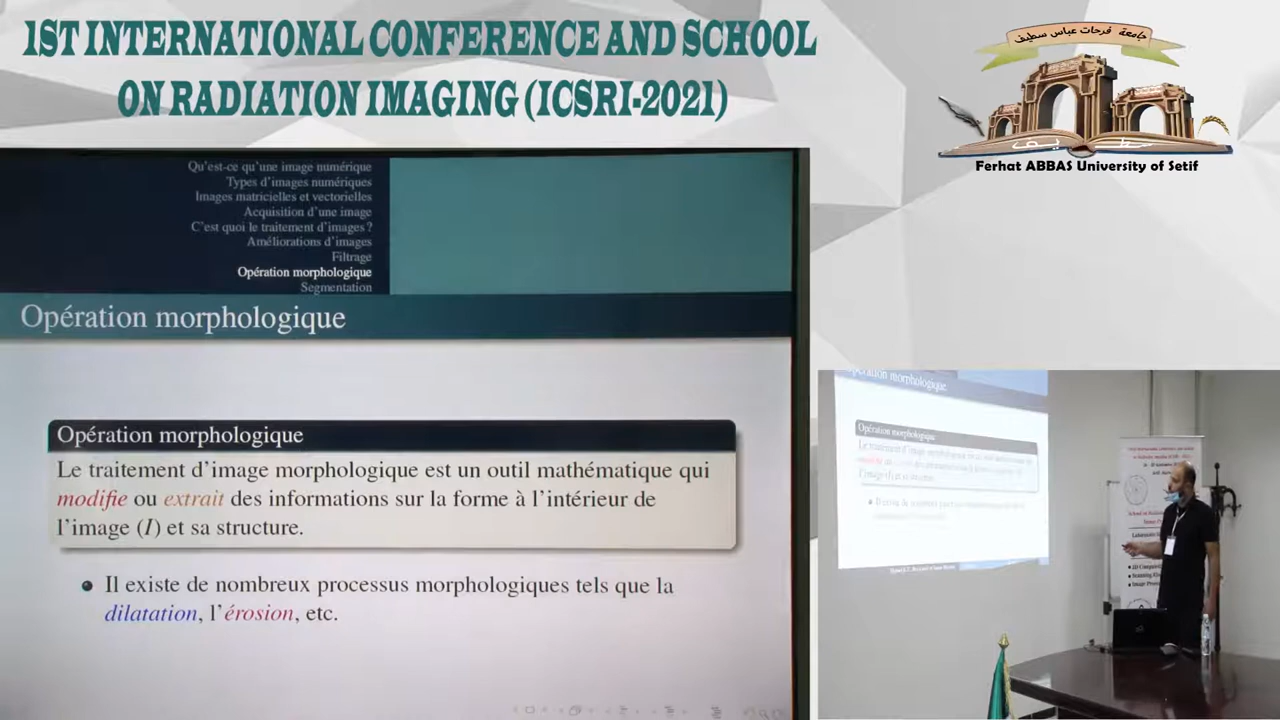 1ST INTERNATIONAL CONFERENCE AND SCHOOL
ON RADIATION IMAGING (ICSRI-2021)
جامعة فرحات عباس سطيف
Ferhat ABBAS University of Setif
Qu'est-ce qu'une image numérique
Types d'images numériques
Images matricielles et vectorielles
Acquisition d'une image
C'est quoi le traitement d'images ?
Améliorations d'images
Filtrage
Opération morphologique
Segmentation
Opération morphologique
Opération morphologique
Le traitement d'image morphologique est un outil mathématique qui
modifie ou extrait des informations sur la forme à l'intérieur de
l'image (I) et sa structure.
Il existe de nombreux processus morphologiques tels que la
dilatation, l'érosion, etc.
Opération morphologique
Opération morphologique